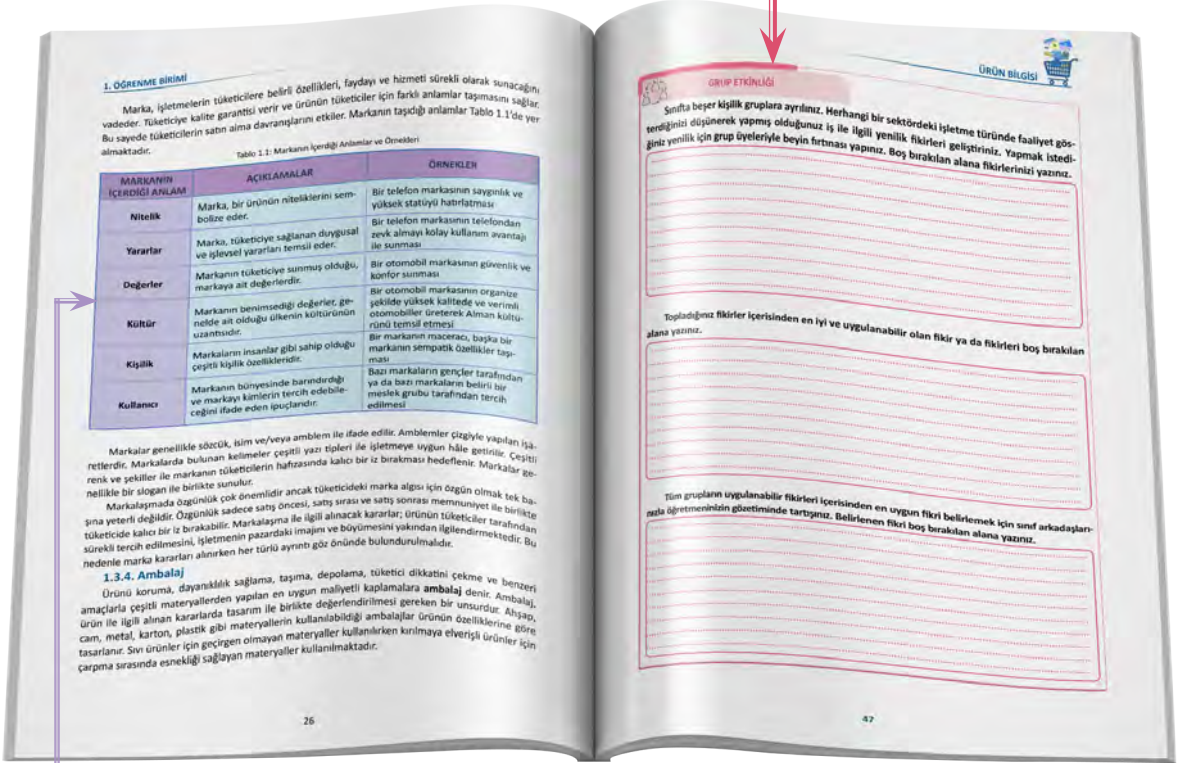 1. ÖĞRENME BİRİMİ
Marka, işletmelerin tüketicilere belirli özellikleri, faydayı ve hizmeti sürekli olarak sunacağını
vadeder. Tüketiciye kalite garantisi verir ve ürünün tüketiciler için farklı anlamlar taşımasını sağlar.
Bu sayede tüketicilerin satın alma davranışlarını etkiler. Markanın taşıdığı anlamlar Tablo 1.1'de yer
almaktadır.
Tablo 1.1: Markanın İçerdiği Anlamlar ve Örnekleri
MARKANIN
İÇERDİĞİ ANLAM
AÇIKLAMALAR
ÖRNEKLER
Nitelik
Marka, bir ürünün niteliklerini sem-
bolize eder.
Bir telefon markasının saygınlık ve
yüksek statüyü hatırlatması
Yararlar
Marka, tüketiciye sağlanan duygusal
ve işlevsel yararları temsil eder.
Bir telefon markasının telefondan
zevk almayı kolay kullanım avantajı
ile sunması
Değerler
Markanın tüketiciye sunmuş olduğu,
markaya ait değerlerdir.
Bir otomobil markasının güvenlik ve
konfor sunması
Kültür
Markanın benimsediği değerler, ge-
nelde ait olduğu ülkenin kültürünün
uzantısıdır.
Bir otomobil markasının organize
şekilde yüksek kalitede ve verimli
otomobiller üreterek Alman kültü-
rünü temsil etmesi
Kişilik
Markaların insanlar gibi sahip olduğu
çeşitli kişilik özellikleridir.
Bir markanın maceracı, başka bir
markanın sempatik özellikler taşı-
ması
Kullanıcı
Markanın bünyesinde barındırdığı
ve markayı kimlerin tercih edebile-
ceğini ifade eden ipuçlarıdır.
Bazı markaların gençler tarafından
ya da bazı markaların belirli bir
meslek grubu tarafından tercih
edilmesi
Markalar genellikle sözcük, isim ve/veya amblem ile ifade edilir. Amblemler çizgiyle yapılan işa-
retlerdir. Markalarda bulunan kelimeler çeşitli yazı tipleri ile işletmeye uygun hâle getirilir. Çeşitli
renk ve şekiller ile markanın tüketicilerin hafızasında kalıcı bir iz bırakması hedeflenir. Markalar ge-
nellikle bir slogan ile birlikte sunulur.
Markalaşmada özgünlük çok önemlidir ancak tüketicideki marka algısı için özgün olmak tek ba-
şına yeterli değildir. Özgünlük sadece satış öncesi, satış sırası ve satış sonrası memnuniyet ile birlikte
tüketicide kalıcı bir iz bırakabilir. Markalaşma ile ilgili alınacak kararlar; ürünün tüketiciler tarafından
sürekli tercih edilmesini, işletmenin pazardaki imajını ve büyümesini yakından ilgilendirmektedir. Bu
nedenle marka kararları alınırken her türlü ayrıntı göz önünde bulundurulmalıdır.
1.3.4. Ambalaj
Ürünü koruma, dayanıklılık sağlama, taşıma, depolama, tüketici dikkatini çekme ve benzeri
amaçlarla çeşitli materyallerden yapılan en uygun maliyetli kaplamalara ambalaj denir. Ambalaj,
ürün ile ilgili alınan kararlarda tasarım ile birlikte değerlendirilmesi gereken bir unsurdur. Ahşap,
cam, metal, karton, plastik gibi materyallerin kullanılabildiği ambalajlar ürünün özelliklerine göre
tasarlanır. Sıvı ürünler için geçirgen olmayan materyaller kullanılırken kırılmaya elverişli ürünler için
çarpma sırasında esnekliği sağlayan materyaller kullanılmaktadır.
26
ÜRÜN BİLGİSİ
GRUP ETKİNLİĞİ
Sınıfta beşer kişilik gruplara ayrılınız. Herhangi bir sektördeki işletme türünde faaliyet gös-
terdiğinizi düşünerek yapmış olduğunuz iş ile ilgili yenilik fikirleri geliştiriniz. Yapmak istedi-
ğiniz yenilik için grup üyeleriyle beyin fırtınası yapınız. Boş bırakılan alana fikirlerinizi yazınız.
Topladığınız fikirler içerisinden en iyi ve uygulanabilir olan fikir ya da fikirleri boş bırakılan
alana yazınız.
Tüm grupların uygulanabilir fikirleri içerisinden en uygun fikri belirlemek için sınıf arkadaşları-
nızla öğretmeninizin gözetiminde tartışınız. Belirlenen fikri boş bırakılan alana yazınız.
47